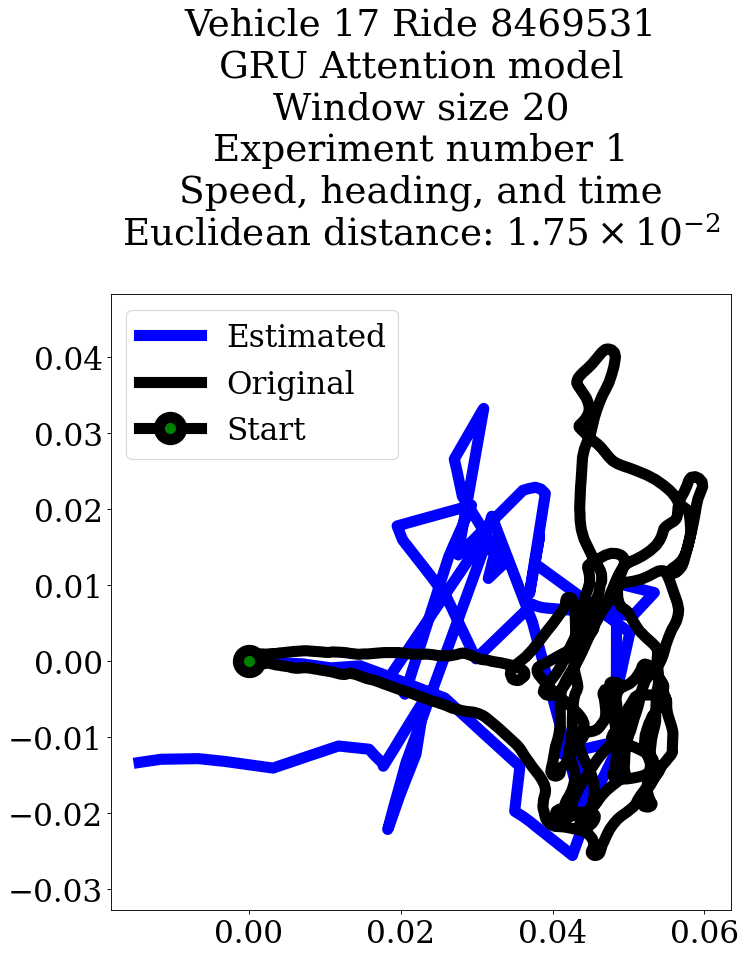 Vehicle 17 Ride 8469531
GRU Attention model
Window size 20
Experiment number 1
Speed, heading, and time
Euclidean distance: 1.75 × 10⁻²
Estimated
Original
Start
0.04
0.03
0.02
0.01
0.00
−0.01
−0.02
−0.03
0.00 0.02 0.04 0.06